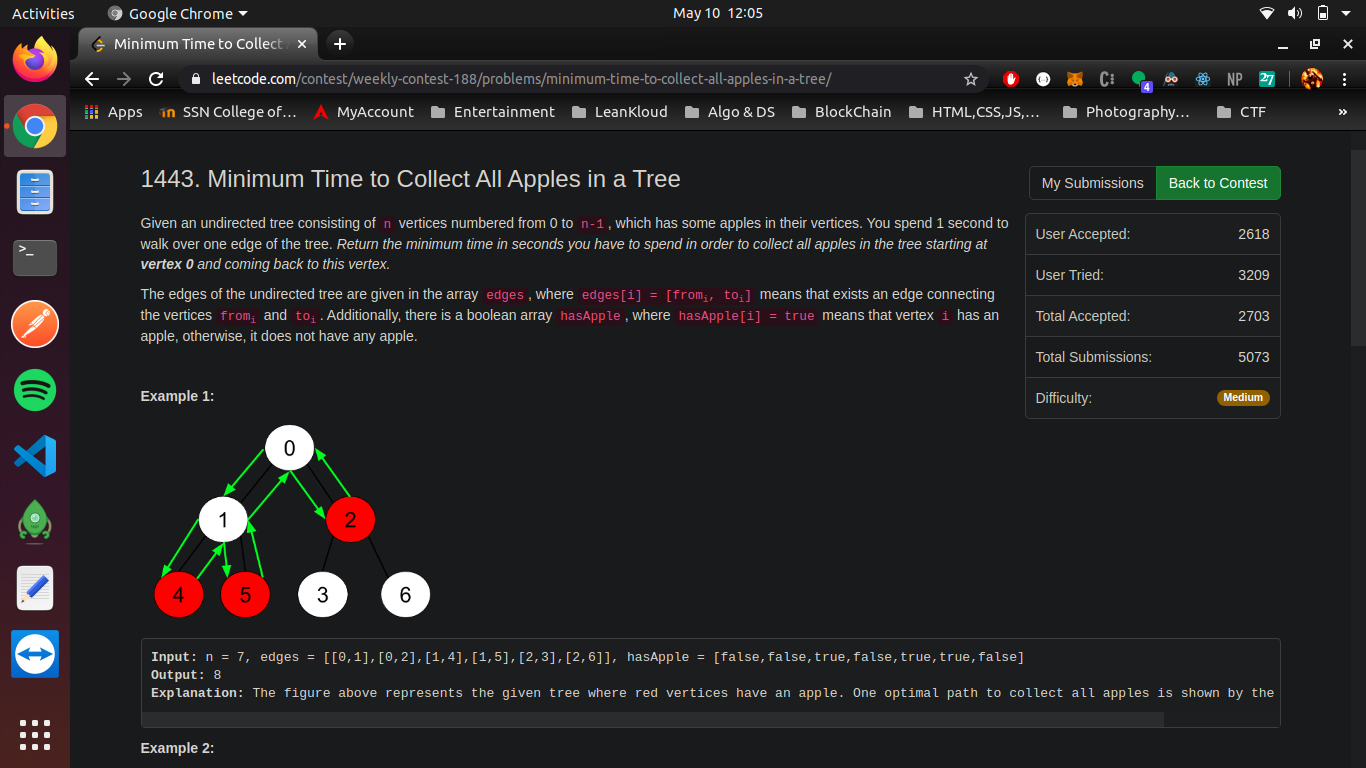 Activities
Google Chrome
May 10 12:05
Minimum Time to Collect
leetcode.com/contest/weekly-contest-188/problems/minimum-time-to-collect-all-apples-in-a-tree/
4
NP
27
Apps
SSN College of…
MyAccount
Entertainment
LeanKloud
Algo & DS
BlockChain
HTML,CSS,JS,…
Photography…
CTF
»
1443. Minimum Time to Collect All Apples in a Tree
My Submissions
Back to Contest
Given an undirected tree consisting of n vertices numbered from 0 to n-1, which has some apples in their vertices. You spend 1 second to
walk over one edge of the tree. Return the minimum time in seconds you have to spend in order to collect all apples in the tree starting at
vertex 0 and coming back to this vertex.
The edges of the undirected tree are given in the array edges, where edges[i] = [fromi, toi] means that exists an edge connecting
the vertices fromi and toi. Additionally, there is a boolean array hasApple, where hasApple[i] = true means that vertex i has an
apple, otherwise, it does not have any apple.
User Accepted: 2618
User Tried: 3209
Total Accepted: 2703
Total Submissions: 5073
Difficulty: Medium
Example 1:
0
1
2
4
5
3
6
Input: n = 7, edges = [[0,1],[0,2],[1,4],[1,5],[2,3],[2,6]], hasApple = [false,false,true,false,true,true,false]
Output: 8
Explanation: The figure above represents the given tree where red vertices have an apple. One optimal path to collect all apples is shown by the
Example 2: